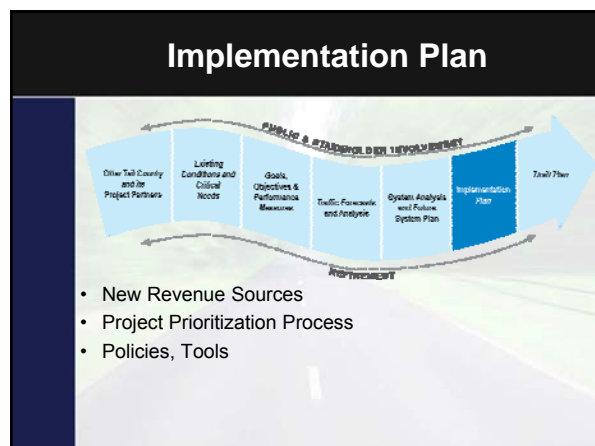 Implementation Plan
PUBLIC & STAKEHOLDER INVOLVEMENT
Otter Tail County
and its
Project Partners
Existing
Conditions and
Critical
Needs
Goals,
Objectives &
Performance
Measures
Traffic Forecasts
and Analysis
System Analysis
and Future
System Plan
Implementation
Plan
Draft Plan
REFINEMENT
• New Revenue Sources
• Project Prioritization Process
• Policies, Tools